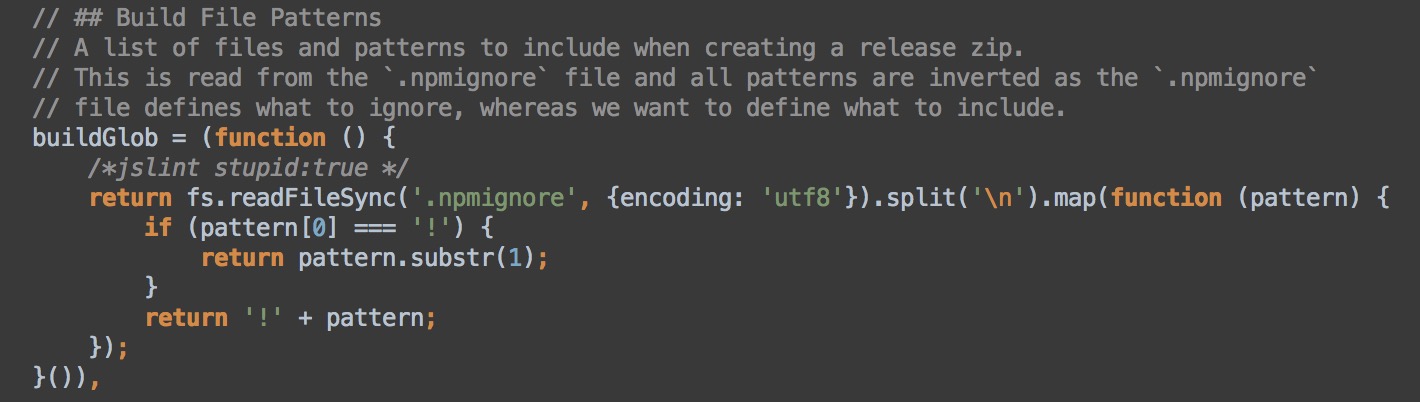 // ## Build File Patterns
// A list of files and patterns to include when creating a release zip.
// This is read from the `.npmignore` file and all patterns are inverted as the `.npmignore`
// file defines what to ignore, whereas we want to define what to include.
buildGlob = (function () {
    /*jslint stupid:true */
    return fs.readFileSync('.npmignore', {encoding: 'utf8'}).split('\n').map(function (pattern) {
        if (pattern[0] === '!') {
            return pattern.substr(1);
        }
        return '!' + pattern;
    });
}()),